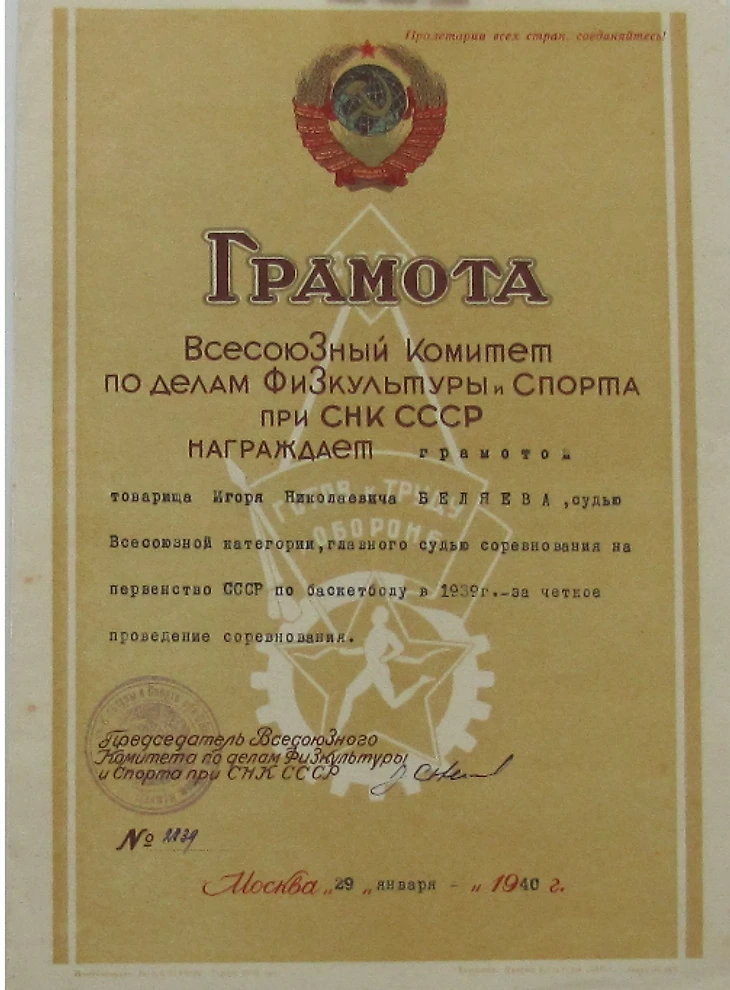 Пролетарии всех стран, соединяйтесь!
Грамота
Всесоюзный Комитет
по делам Физкультуры и Спорта
при СНК СССР
награждает грамотой
товарища Игоря Николаевича БЕЛЯЕВА,судью
Всесоюзной категории,главного судью соревнования на
первенство СССР по баскетболу в 1939г.-за четкое
проведение соревнования.
Готов к труду
обороне
Председатель Всесоюзного
Комитета по делам Физкультуры
и Спорта при СНК СССР
№
Москва „29„ января - „ 1940 г.